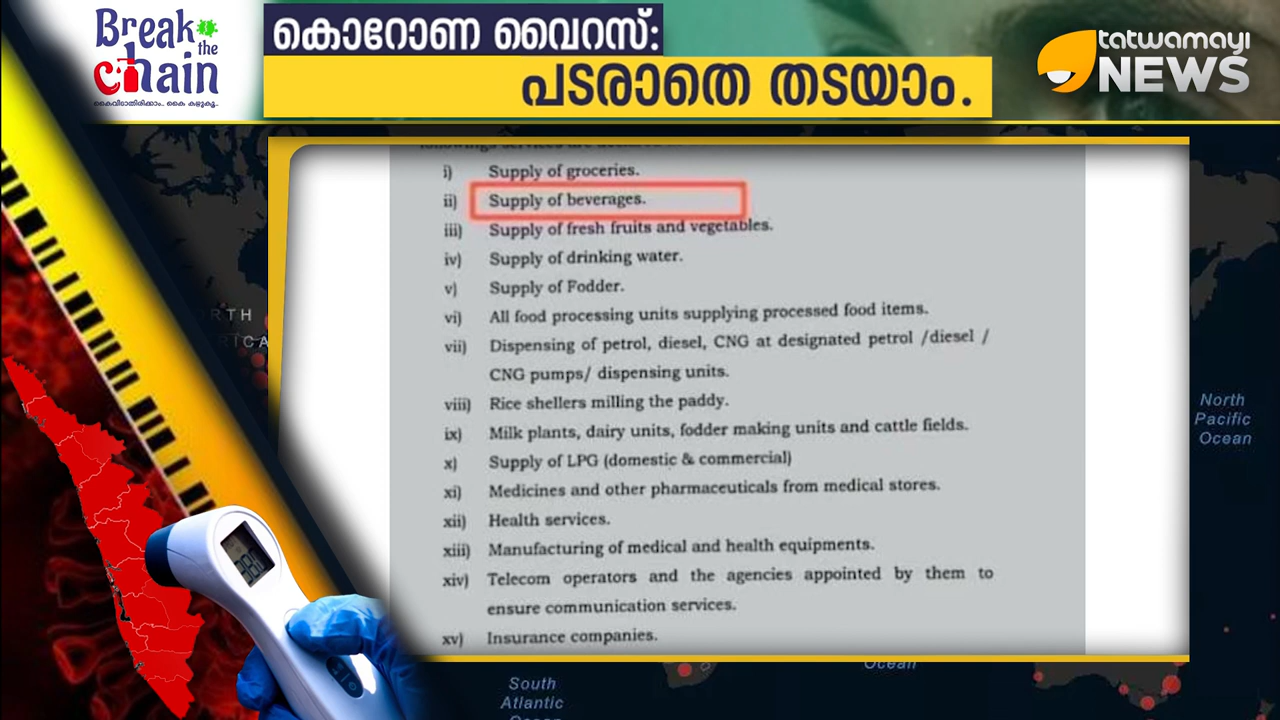 Break
the
chain
കൈവിടാതിരിക്കാം.. കൈ കഴുകൂ..
കൊറോണ വൈറസ്:
പടരാതെ തടയാം.
tatwamayi
NEWS
i) Supply of groceries.
ii) Supply of beverages.
iii) Supply of fresh fruits and vegetables.
iv) Supply of drinking water.
v) Supply of Fodder.
vi) All food processing units supplying processed food items.
vii) Dispensing of petrol, diesel, CNG at designated petrol /diesel /
CNG pumps/ dispensing units.
viii) Rice shellers milling the paddy.
ix) Milk plants, dairy units, fodder making units and cattle fields.
x) Supply of LPG (domestic & commercial)
xi) Medicines and other pharmaceuticals from medical stores.
xii) Health services.
xiii) Manufacturing of medical and health equipments.
xiv) Telecom operators and the agencies appointed by them to
ensure communication services.
xv) Insurance companies.
North
Pacific
Ocean
Ocean
South
Atlantic